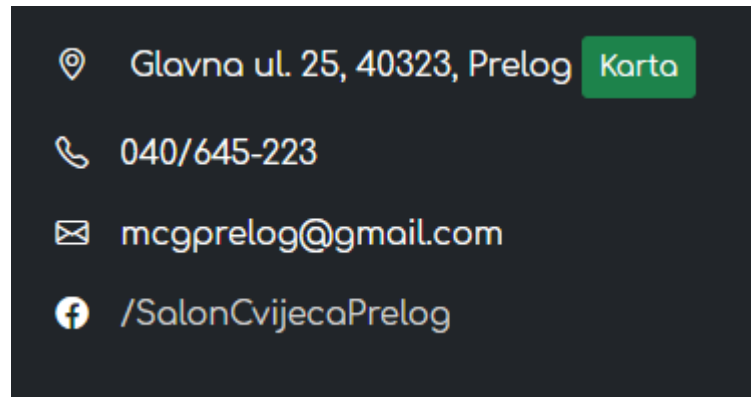 Glavna ul. 25, 40323, Prelog Karta
040/645-223
mcgprelog@gmail.com
/SalonCvijecaPrelog